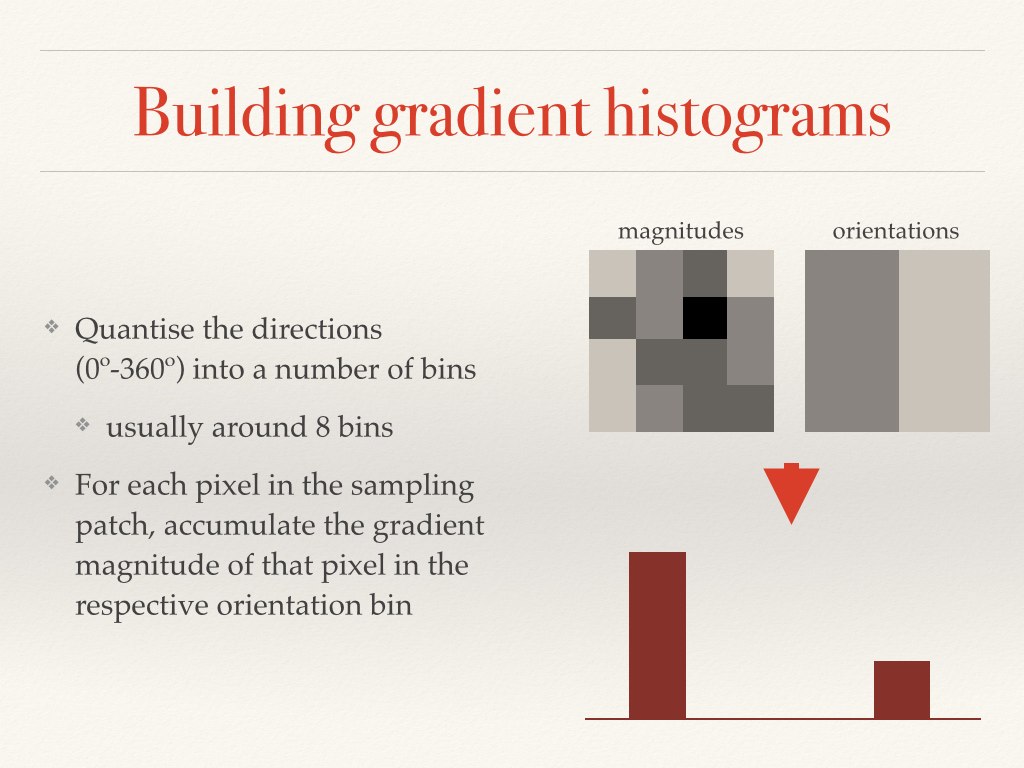 Building gradient histograms
magnitudes
orientations
❖ Quantise the directions
(0º-360º) into a number of bins
❖ usually around 8 bins
❖ For each pixel in the sampling
patch, accumulate the gradient
magnitude of that pixel in the
respective orientation bin